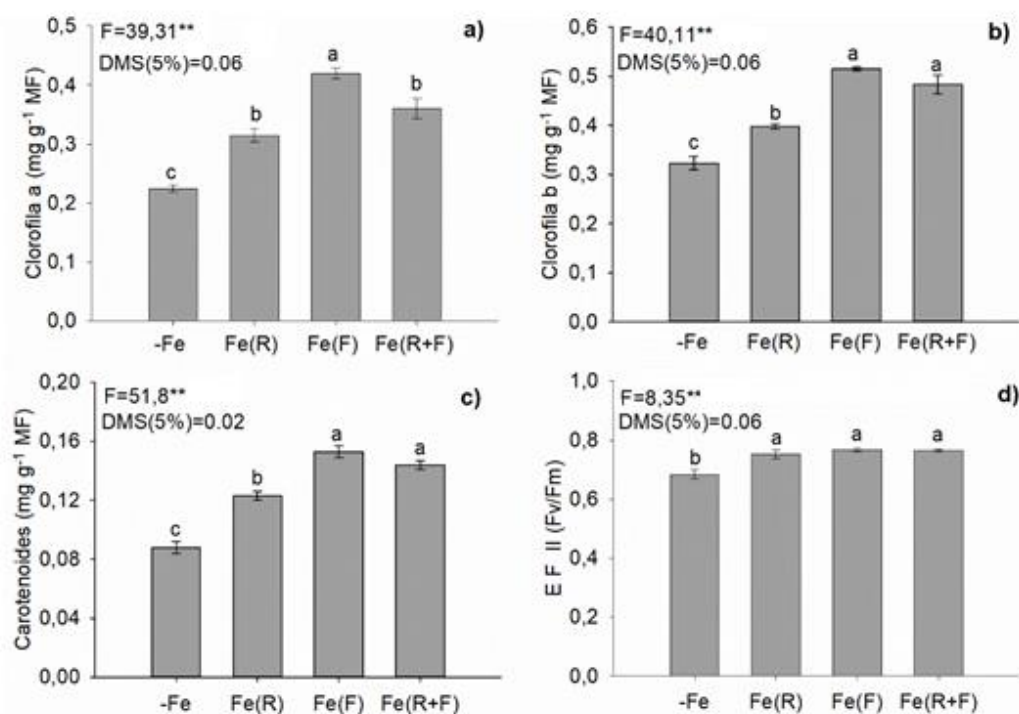 F=39,31**
DMS(5%)=0.06
a)
Clorofila a (mg g⁻¹ MF)
0,5
0,4
0,3
0,2
0,1
0,0
c
b
a
b
-Fe Fe(R) Fe(F) Fe(R+F)
F=40,11**
DMS(5%)=0.06
b)
Clorofila b (mg g⁻¹ MF)
0,6
0,5
0,4
0,3
0,2
0,1
0,0
c
b
a
a
-Fe Fe(R) Fe(F) Fe(R+F)
F=51,8**
DMS(5%)=0.02
c)
Carotenoides (mg g⁻¹ MF)
0,20
0,16
0,12
0,08
0,04
0,00
c
b
a
a
-Fe Fe(R) Fe(F) Fe(R+F)
F=8,35**
DMS(5%)=0.06
d)
E F II (Fv/Fm)
1,0
0,8
0,6
0,4
0,2
0,0
b
a
a
a
-Fe Fe(R) Fe(F) Fe(R+F)